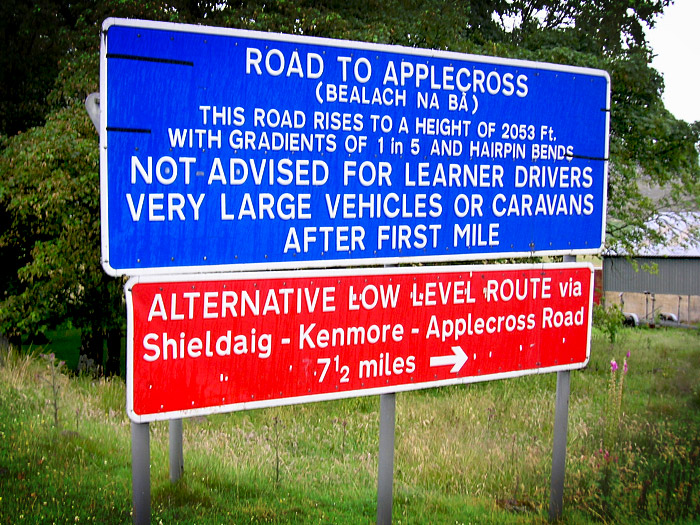 ROAD TO APPLECROSS
(BEALACH NA BÁ)
THIS ROAD RISES TO A HEIGHT OF 2053 Ft.
WITH GRADIENTS OF 1 in 5 AND HAIRPIN BENDS
NOT ADVISED FOR LEARNER DRIVERS
VERY LARGE VEHICLES OR CARAVANS
AFTER FIRST MILE
ALTERNATIVE LOW LEVEL ROUTE via
Shieldaig - Kenmore - Applecross Road
7½ miles →